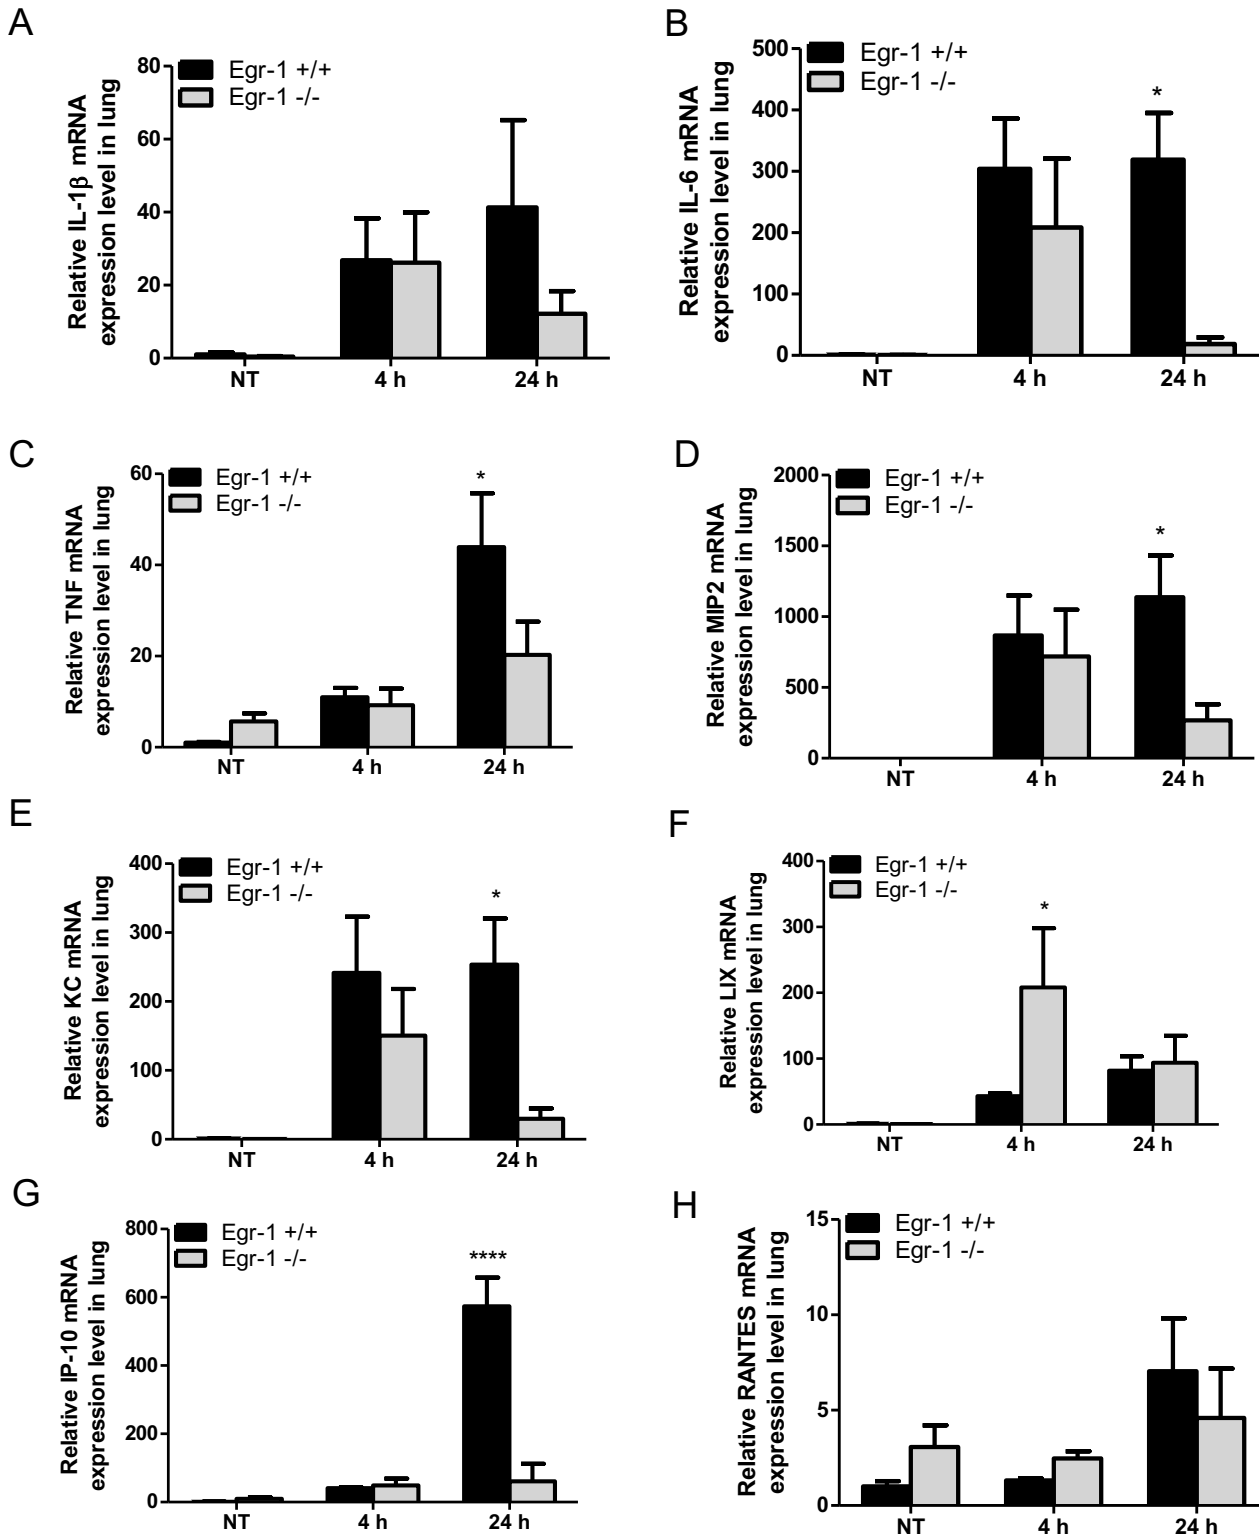 A
Relative IL-1β mRNA
expression level in lung
80
60
40
20
0
Egr-1 +/+
Egr-1 -/-
NT 4 h 24 h
B
Relative IL-6 mRNA
expression level in lung
500
400
300
200
100
0
Egr-1 +/+
Egr-1 -/-
*
NT 4 h 24 h
C
Relative TNF mRNA
expression level in lung
60
40
20
0
Egr-1 +/+
Egr-1 -/-
*
NT 4 h 24 h
D
Relative MIP2 mRNA
expression level in lung
2000
1500
1000
500
0
Egr-1 +/+
Egr-1 -/-
*
NT 4 h 24 h
E
Relative KC mRNA
expression level in lung
400
300
200
100
0
Egr-1 +/+
Egr-1 -/-
*
NT 4 h 24 h
F
Relative LIX mRNA
expression level in lung
400
300
200
100
0
Egr-1 +/+
Egr-1 -/-
*
NT 4 h 24 h
G
Relative IP-10 mRNA
expression level in lung
800
600
400
200
0
Egr-1 +/+
Egr-1 -/-
****
NT 4 h 24 h
H
Relative RANTES mRNA
expression level in lung
15
10
5
0
Egr-1 +/+
Egr-1 -/-
NT 4 h 24 h